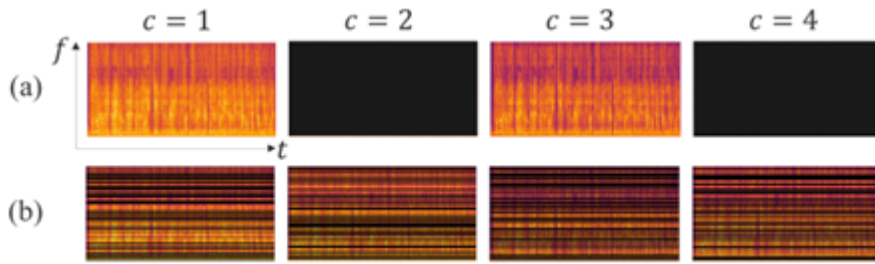 c = 1 c = 2 c = 3 c = 4
f
(a)
t
(b)